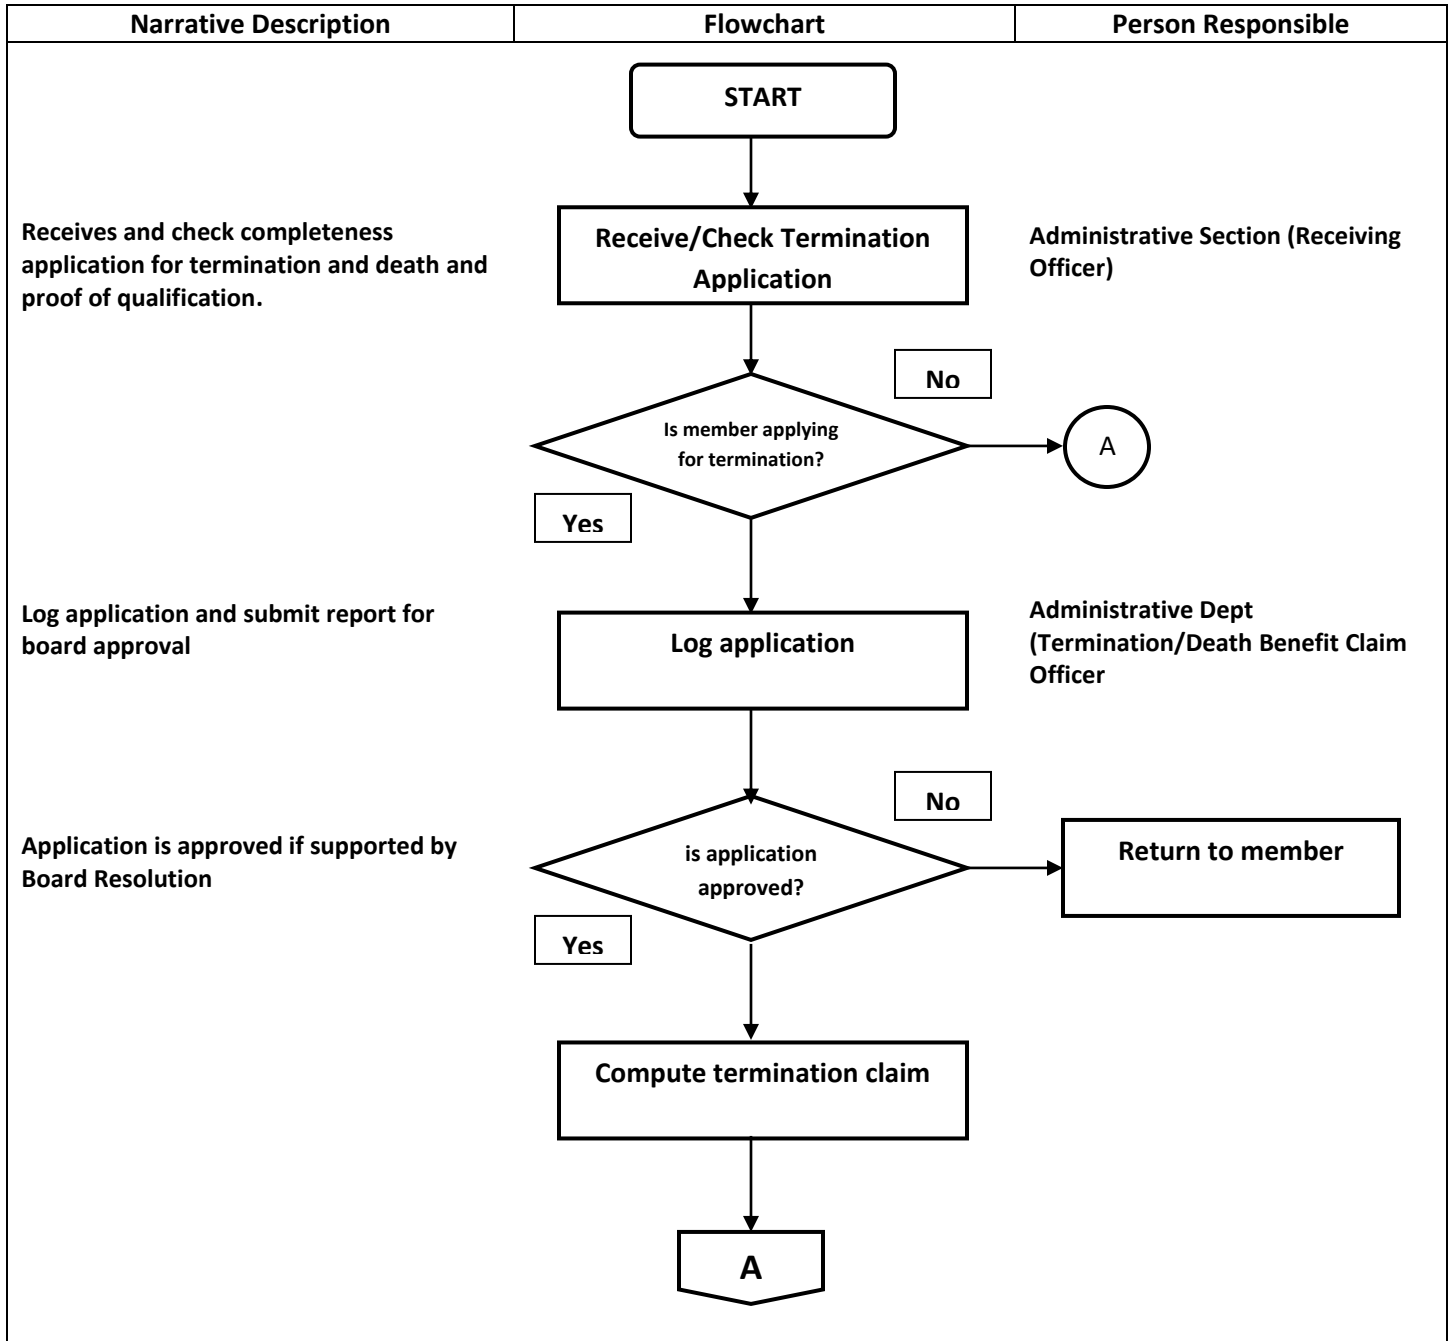 Narrative Description
Flowchart
Person Responsible
START
Receives and check completeness
application for termination and death and
proof of qualification.
Receive/Check Termination
Application
Administrative Section (Receiving
Officer)
No
Is member applying
for termination?
A
Yes
Log application and submit report for
board approval
Log application
Administrative Dept
(Termination/Death Benefit Claim
Officer
No
Application is approved if supported by
Board Resolution
is application
approved?
Return to member
Yes
Compute termination claim
A